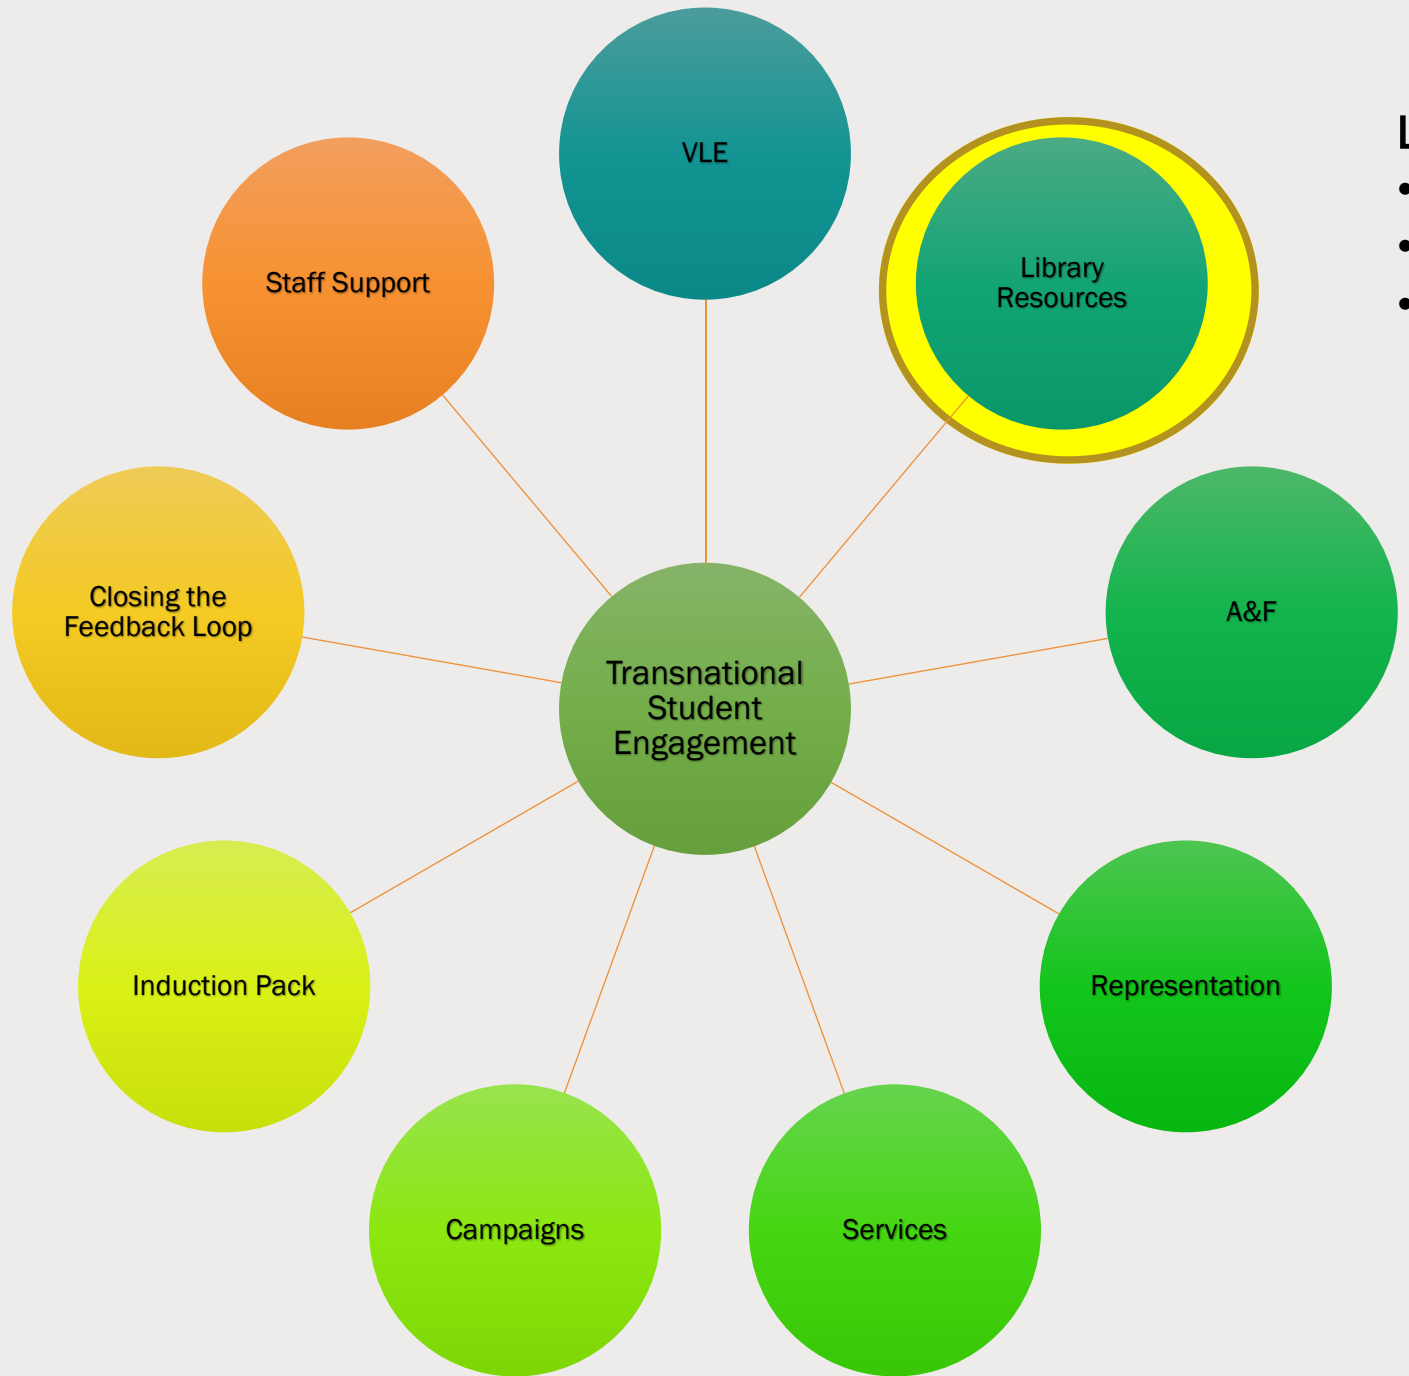 VLE
Library
Resources
Staff Support
A&F
Closing the
Feedback Loop
Transnational
Student
Engagement
Representation
Induction Pack
Campaigns
Services